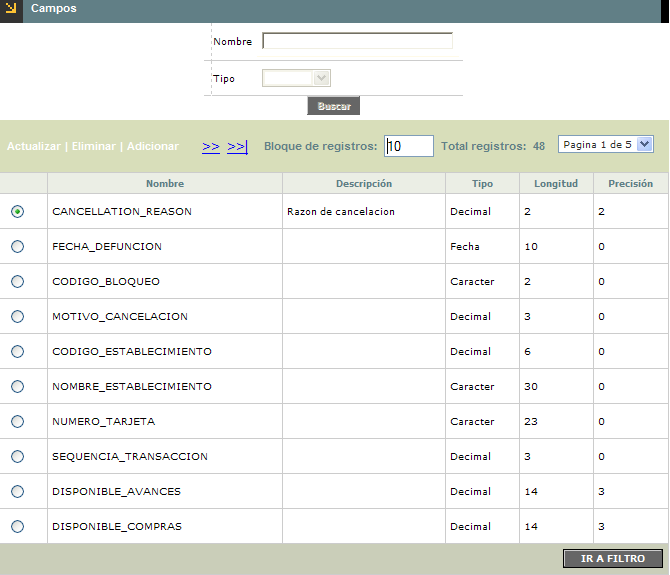 Campos
Nombre
Tipo
Buscar
Actualizar | Eliminar | Adicionar >> >>| Bloque de registros: 10 Total registros: 48 Pagina 1 de 5
Nombre Descripción Tipo Longitud Precisión
CANCELLATION_REASON Razon de cancelacion Decimal 2 2
FECHA_DEFUNCION Fecha 10 0
CODIGO_BLOQUEO Caracter 2 0
MOTIVO_CANCELACION Decimal 3 0
CODIGO_ESTABLECIMIENTO Decimal 6 0
NOMBRE_ESTABLECIMIENTO Caracter 30 0
NUMERO_TARJETA Caracter 23 0
SEQUENCIA_TRANSACCION Decimal 3 0
DISPONIBLE_AVANCES Decimal 14 3
DISPONIBLE_COMPRAS Decimal 14 3
IR A FILTRO